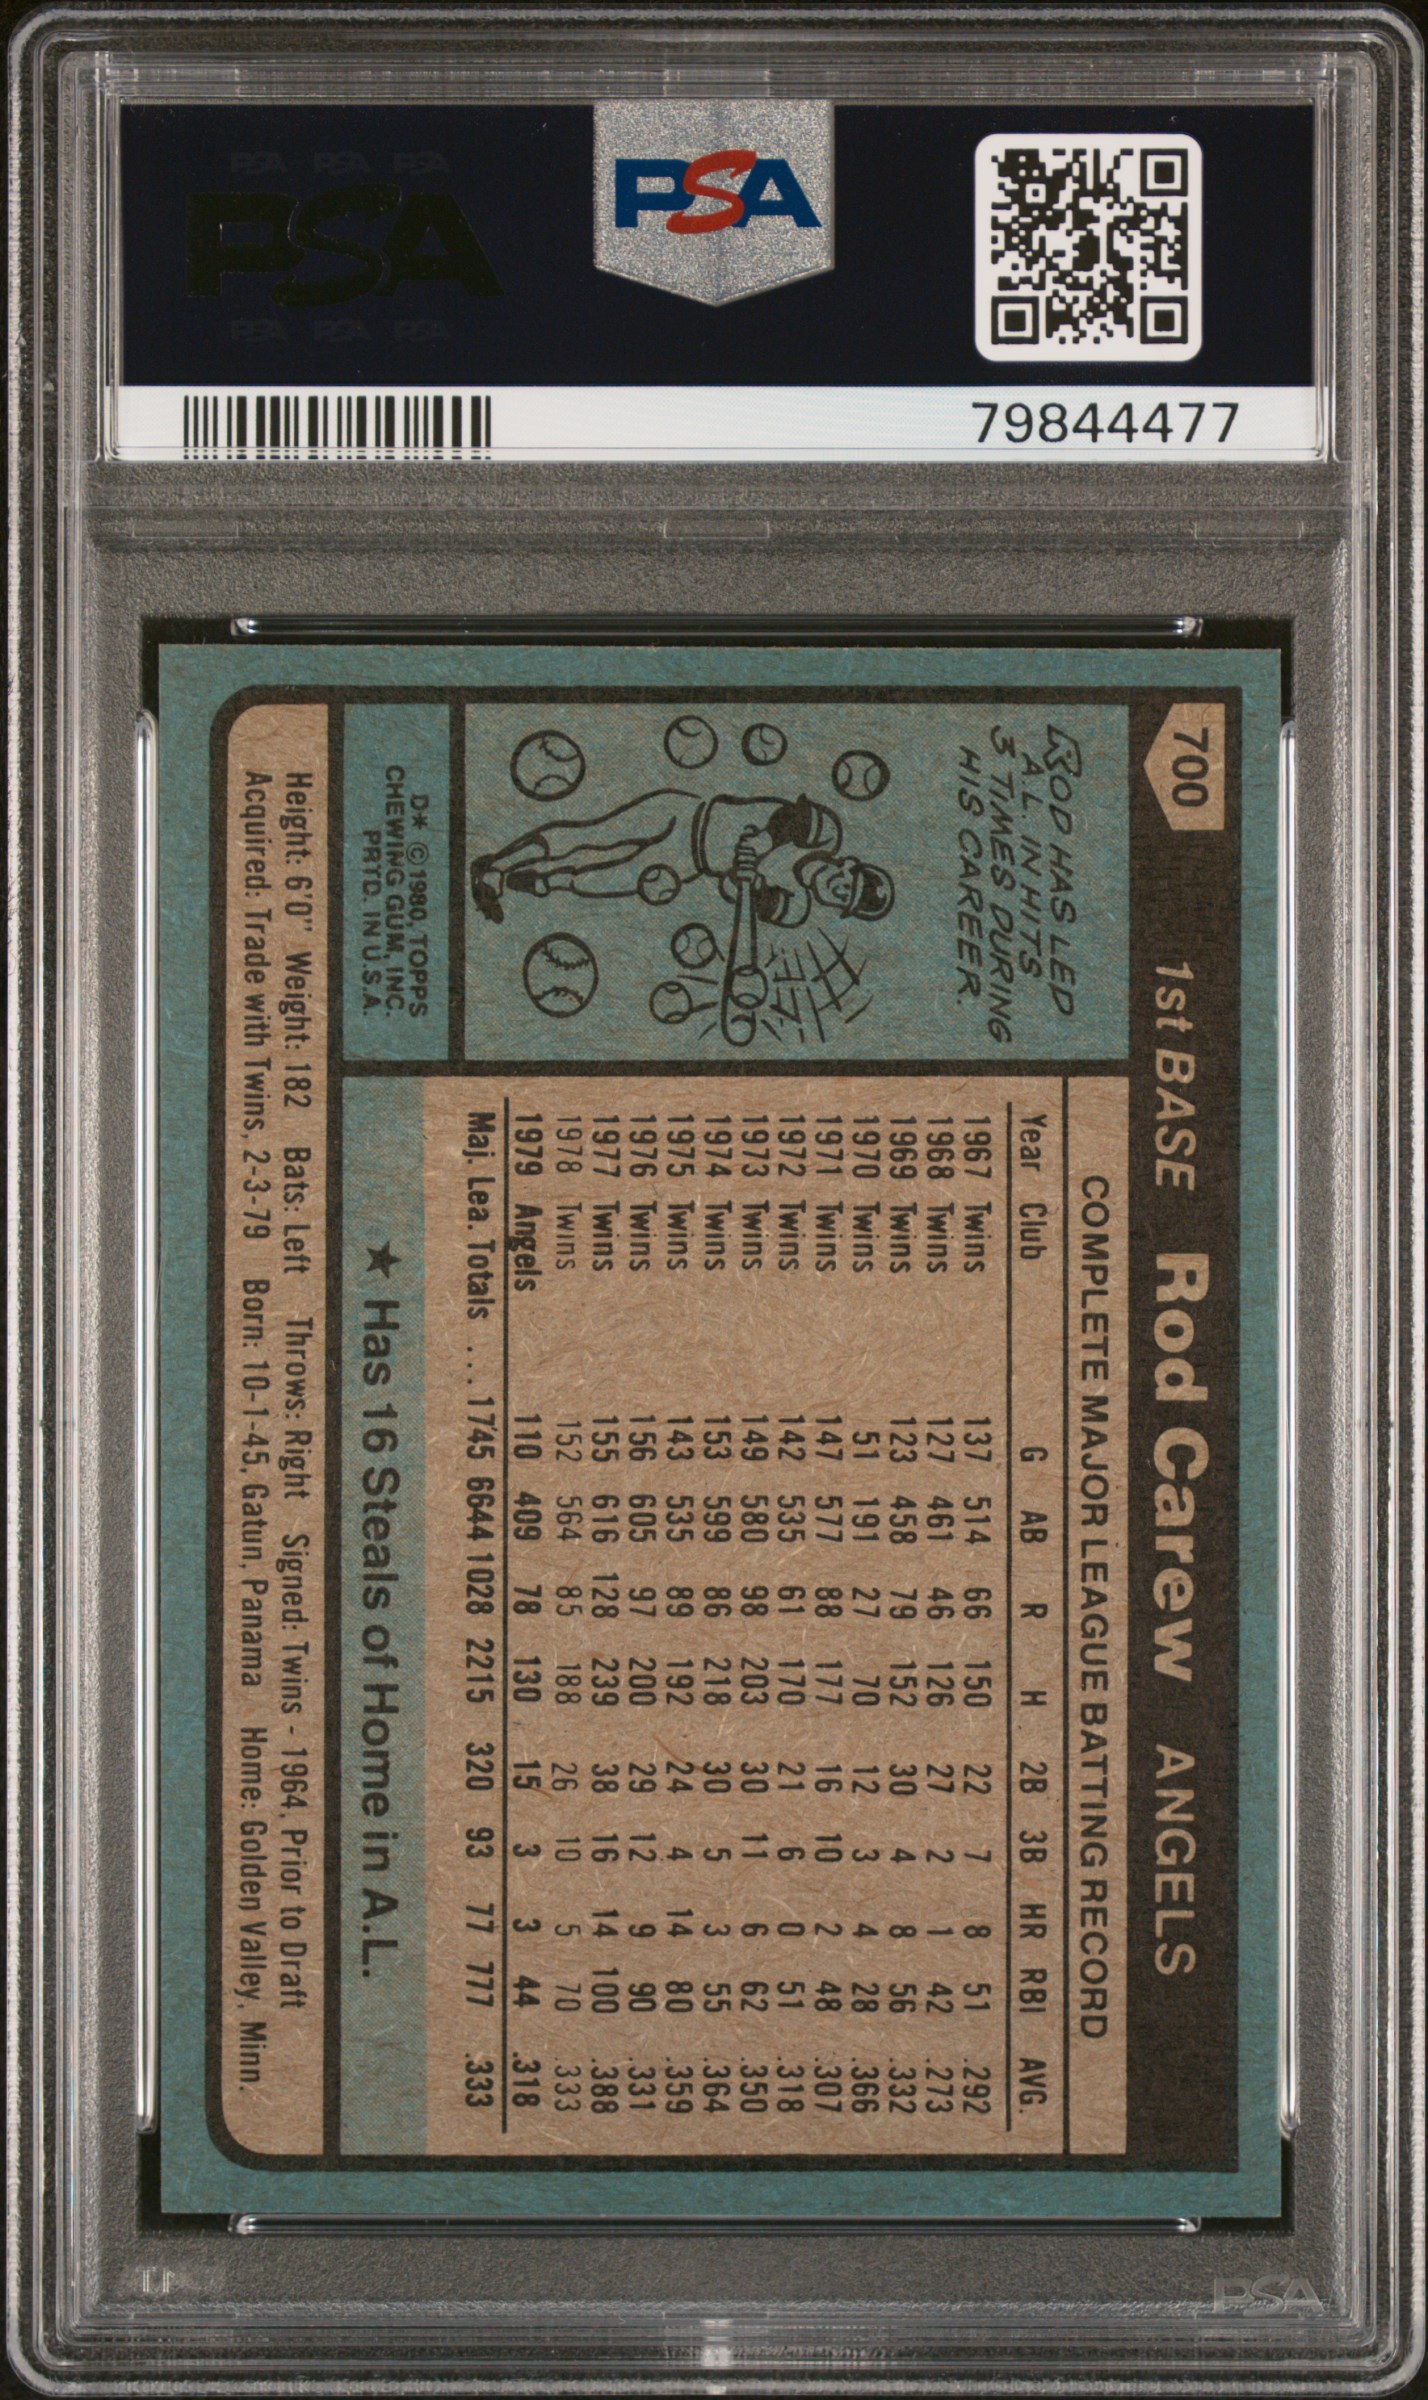 PSA PSA PSA
PSA
PSA PSA PSA
PSA
79844477
700 1st BASE Rod Carew ANGELS
ROD HAS LED
A.L. IN HITS
3 TIMES DURING
HIS CAREER.
D* ©1980, TOPPS
CHEWING GUM, INC.
PRTD. IN U.S.A.
COMPLETE MAJOR LEAGUE BATTING RECORD
Year Club G AB R H 2B 3B HR RBI AVG.
1967 Twins 137 514 66 150 22 7 8 51 .292
1968 Twins 127 461 46 126 27 2 1 42 .273
1969 Twins 123 458 79 152 30 4 8 56 .332
1970 Twins 51 191 27 70 12 3 4 28 .366
1971 Twins 147 577 88 177 16 10 2 48 .307
1972 Twins 142 535 61 170 21 6 0 51 .318
1973 Twins 149 580 98 203 30 11 6 62 .350
1974 Twins 153 599 86 218 30 5 3 55 .364
1975 Twins 143 535 89 192 24 4 14 80 .359
1976 Twins 156 605 97 200 29 12 9 90 .331
1977 Twins 155 616 128 239 38 16 14 100 .388
1978 Twins 152 564 85 188 26 10 5 70 .333
1979 Angels 110 409 78 130 15 3 3 44 .318
Maj. Lea. Totals ... 1745 6644 1028 2215 320 93 77 777 .333
★ Has 16 Steals of Home in A.L.
Height: 6'0" Weight: 182 Bats: Left Throws: Right Signed: Twins - 1964, Prior to Draft
Acquired: Trade with Twins, 2-3-79 Born: 10-1-45, Gatun, Panama Home: Golden Valley, Minn.
PSA